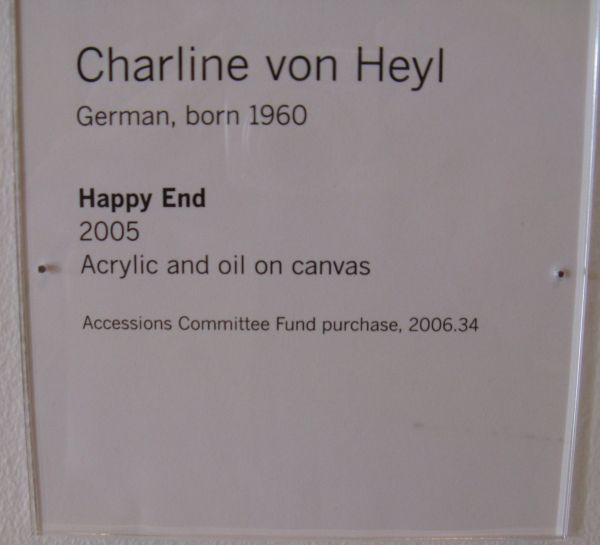 Charline von Heyl
German, born 1960
Happy End
2005
Acrylic and oil on canvas
Accessions Committee Fund purchase, 2006.34